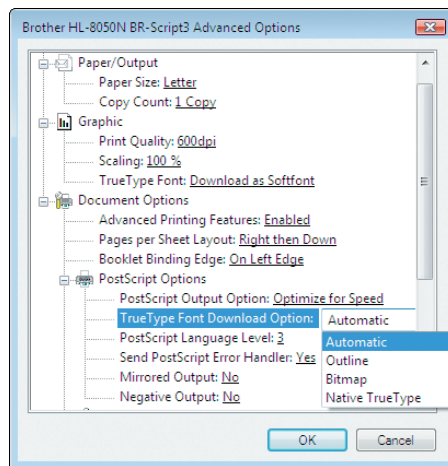 Brother HL-8050N BR-Script3 Advanced Options
Paper/Output
Paper Size: Letter
Copy Count: 1 Copy
Graphic
Print Quality: 600dpi
Scaling: 100 %
TrueType Font: Download as Softfont
Document Options
Advanced Printing Features: Enabled
Pages per Sheet Layout: Right then Down
Booklet Binding Edge: On Left Edge
PostScript Options
PostScript Output Option: Optimize for Speed
TrueType Font Download Option: Automatic
PostScript Language Level: 3
Send PostScript Error Handler: Yes
Mirrored Output: No
Negative Output: No
Automatic
Outline
Bitmap
Native TrueType
OK Cancel